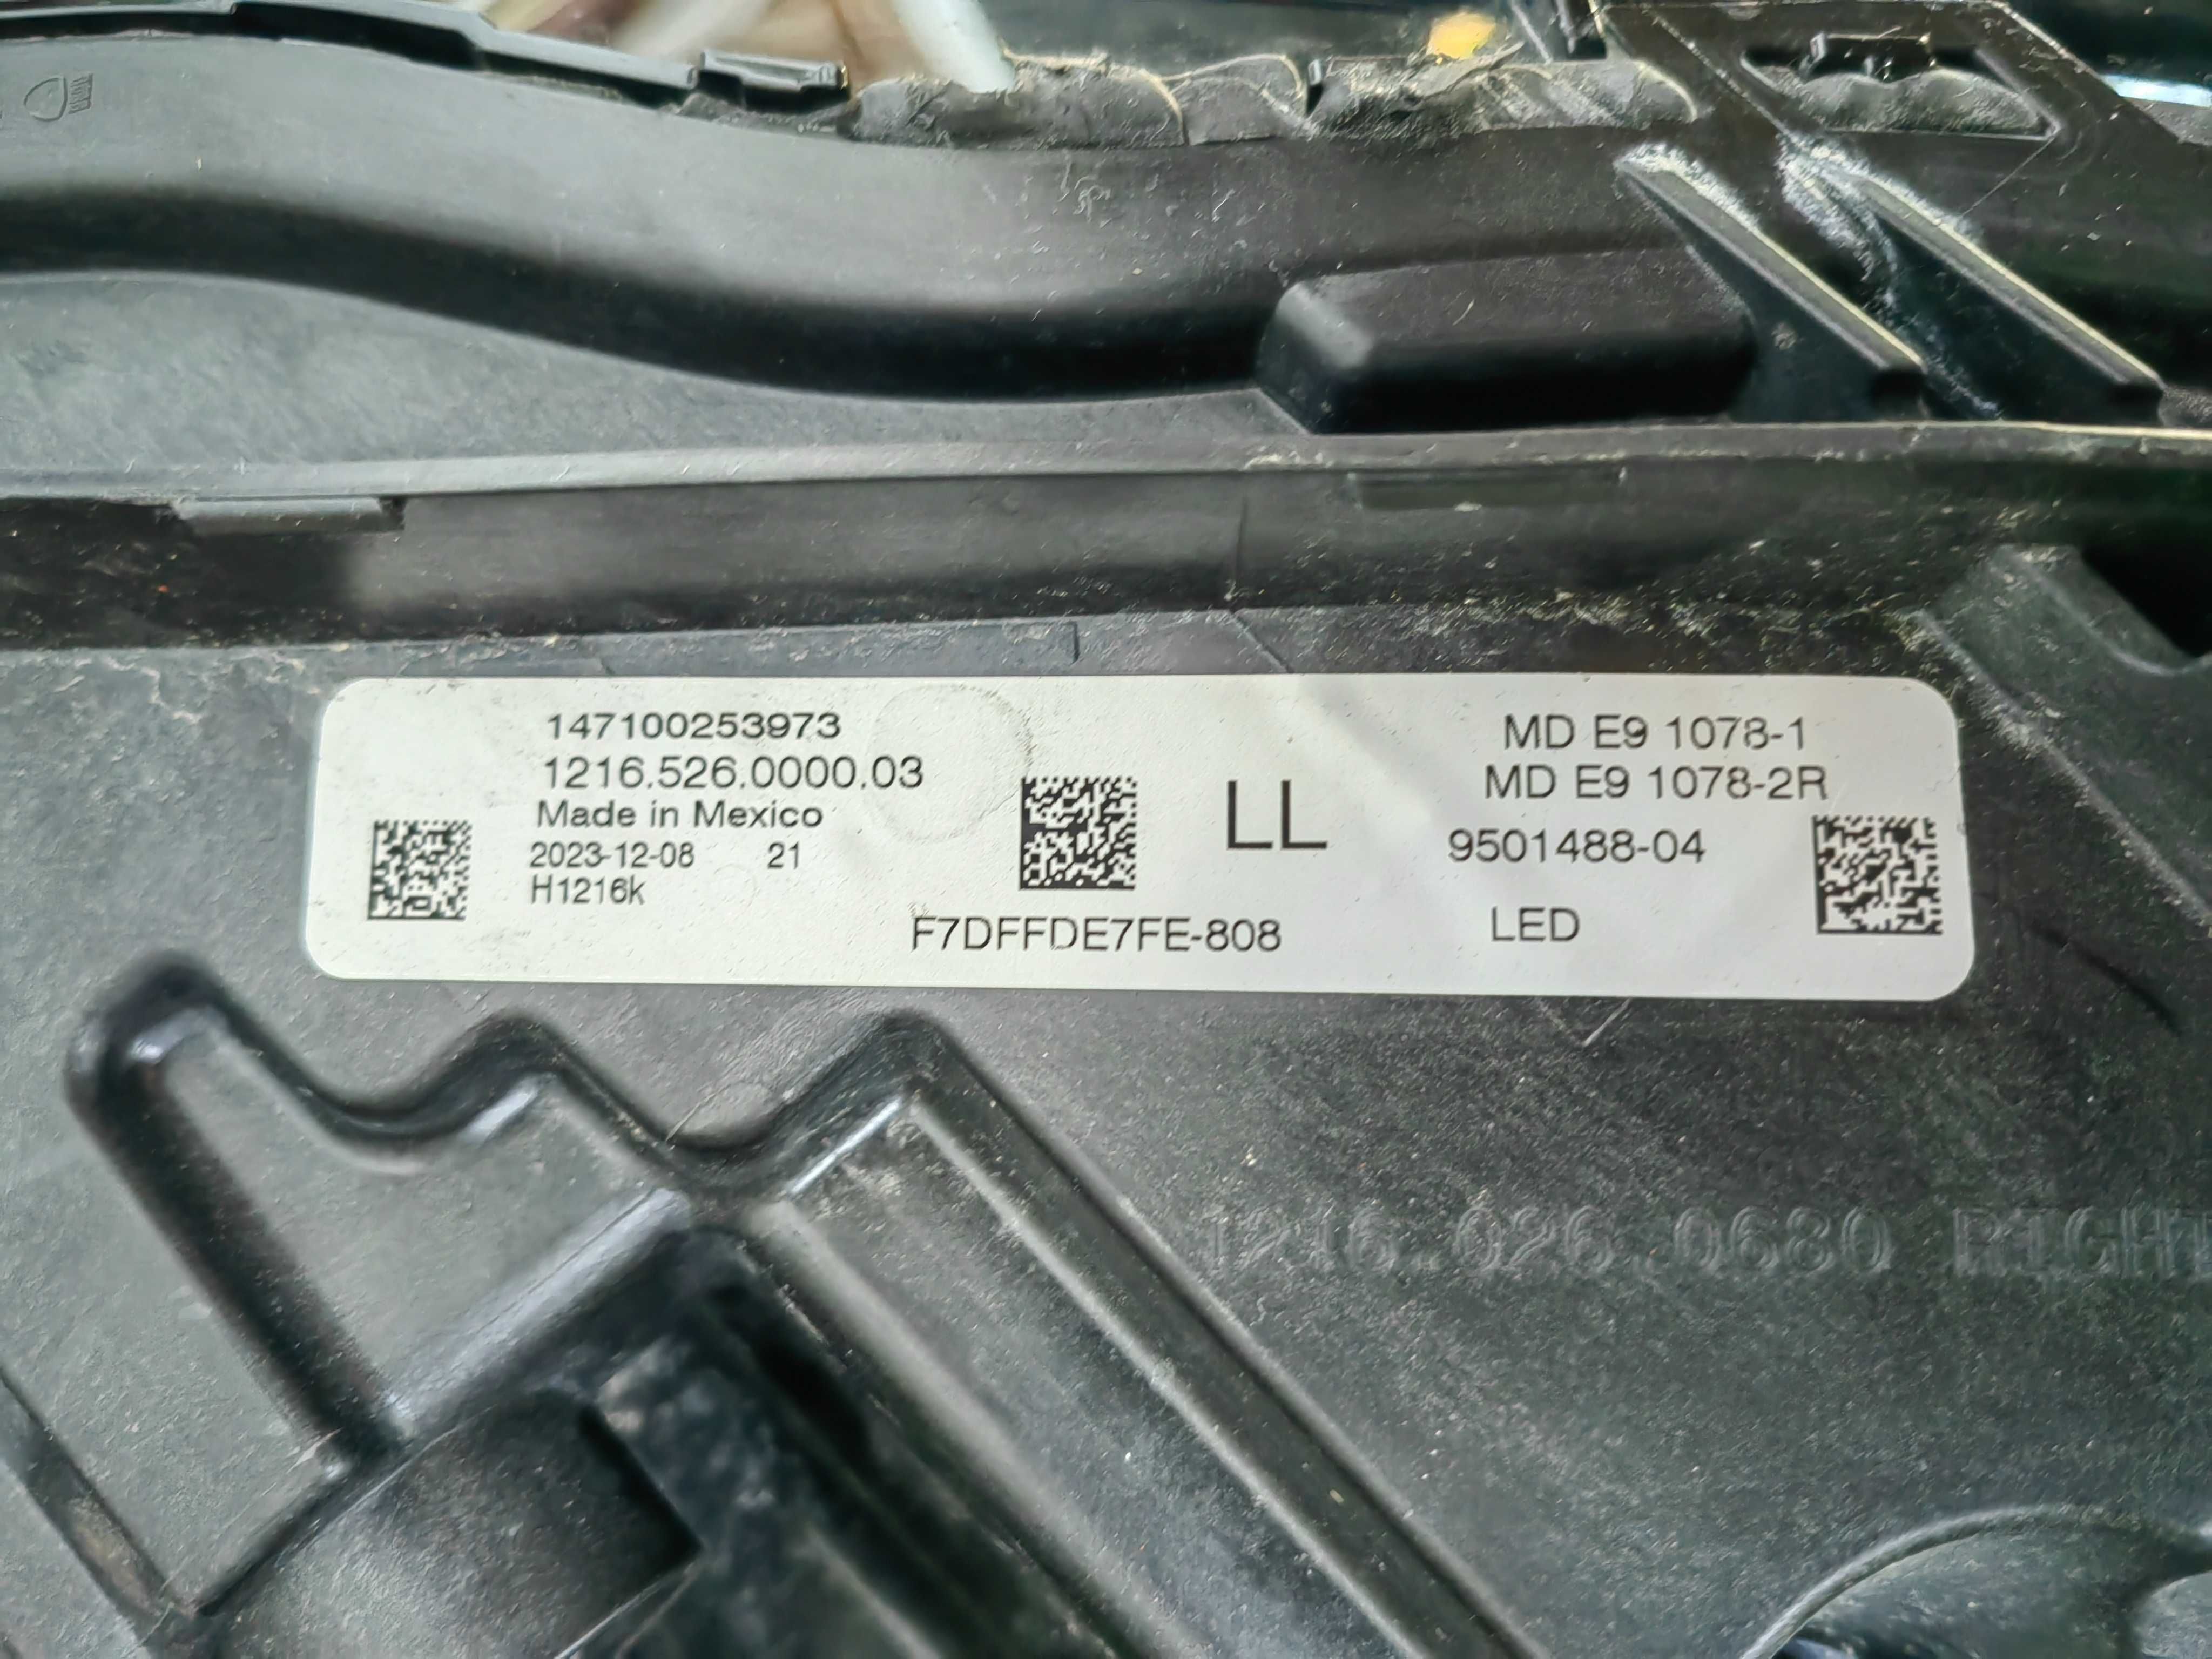 147100253973
1216.526.0000.03
Made in Mexico
2023-12-08 21
H1216k
F7DFFDE7FE-808
LL
MD E9 1078-1
MD E9 1078-2R
9501488-04
LED
1216.026.0680 RIGHT